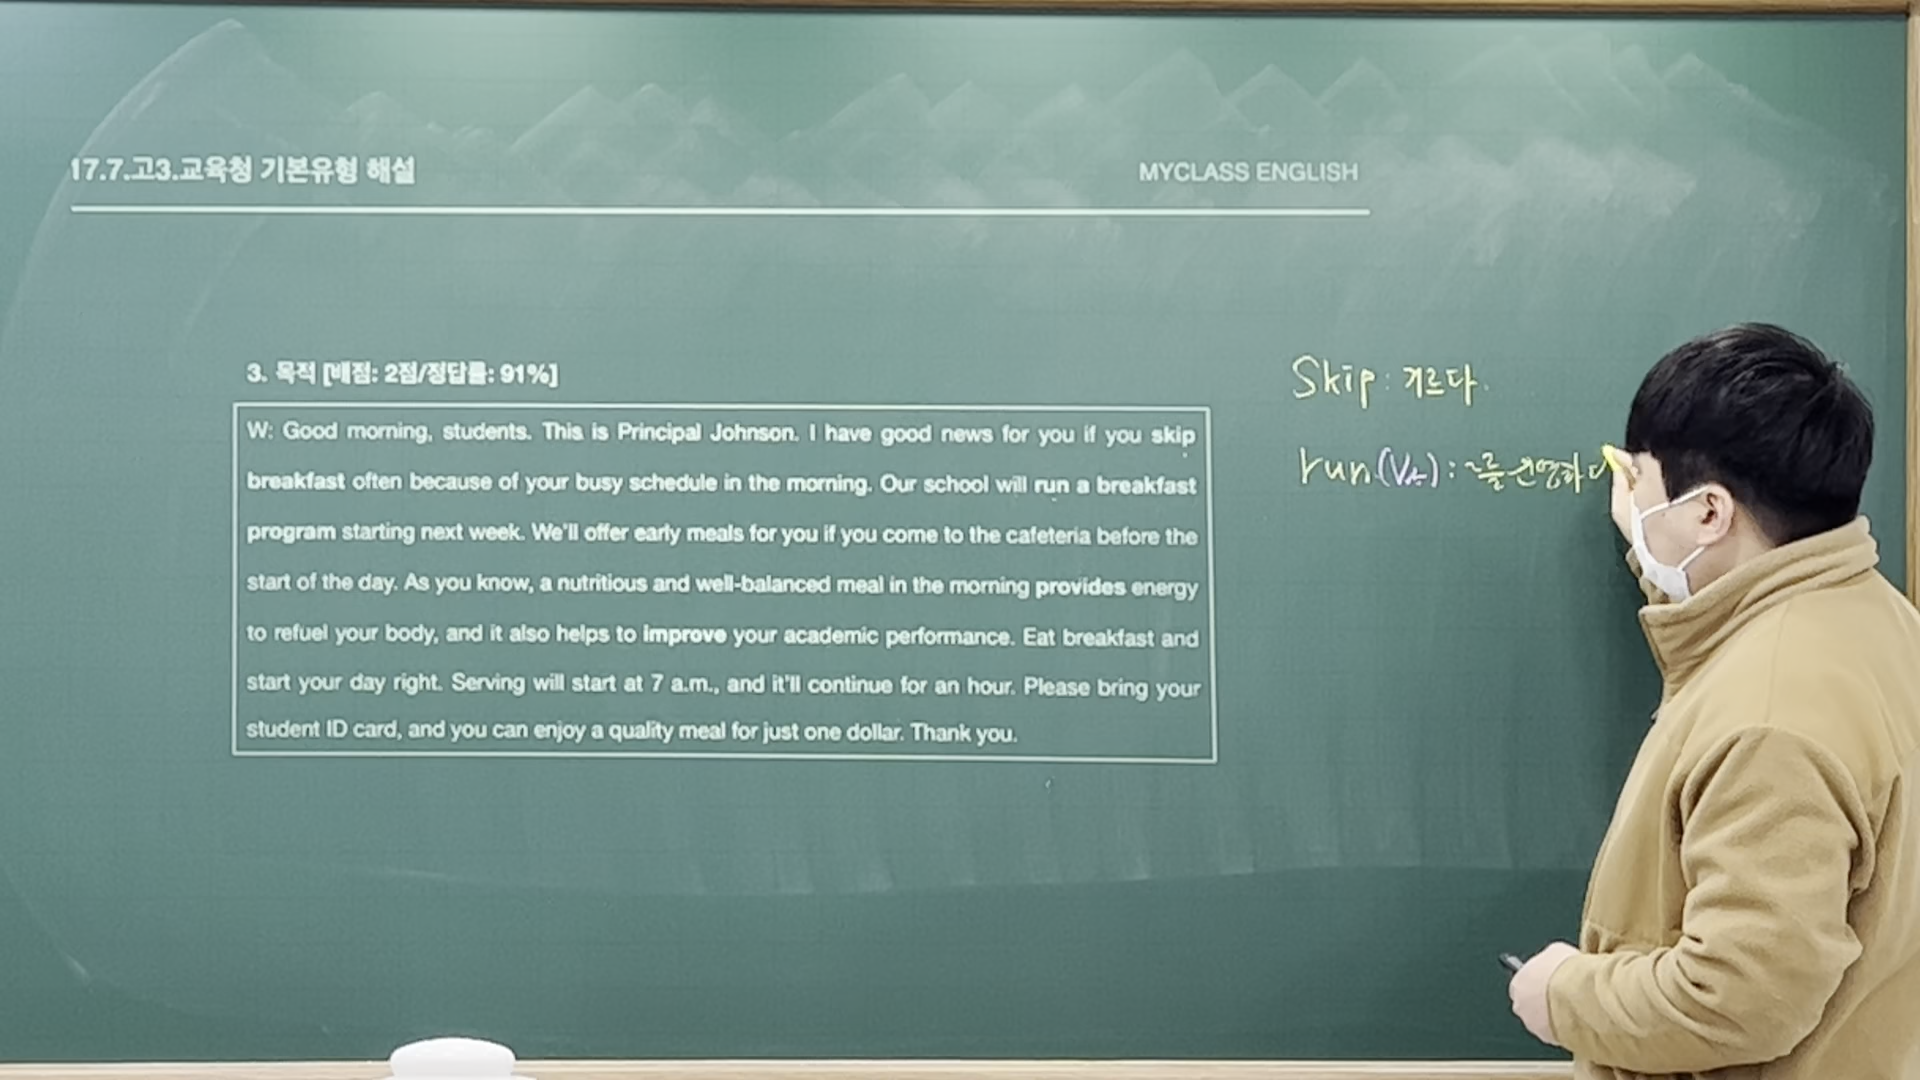 17.7.고3.교육청 기본유형 해설
MYCLASS ENGLISH
3. 목적 [배점: 2점/정답률: 91%]
W: Good morning, students. This is Principal Johnson. I have good news for you if you skip
breakfast often because of your busy schedule in the morning. Our school will run a breakfast
program starting next week. We'll offer early meals for you if you come to the cafeteria before the
start of the day. As you know, a nutritious and well-balanced meal in the morning provides energy
to refuel your body, and it also helps to improve your academic performance. Eat breakfast and
start your day right. Serving will start at 7 a.m., and it'll continue for an hour. Please bring your
student ID card, and you can enjoy a quality meal for just one dollar. Thank you.
Skip : 거르다.
run (Vt) : ~를 운영하다